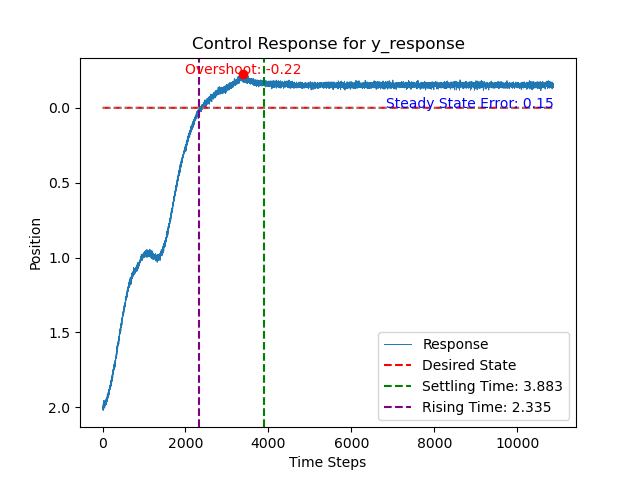 Control Response for y_response
Overshoot: -0.22
Steady State Error: 0.15
0.0
0.5
1.0
1.5
2.0
Position
Response
Desired State
Settling Time: 3.883
Rising Time: 2.335
0 2000 4000 6000 8000 10000
Time Steps